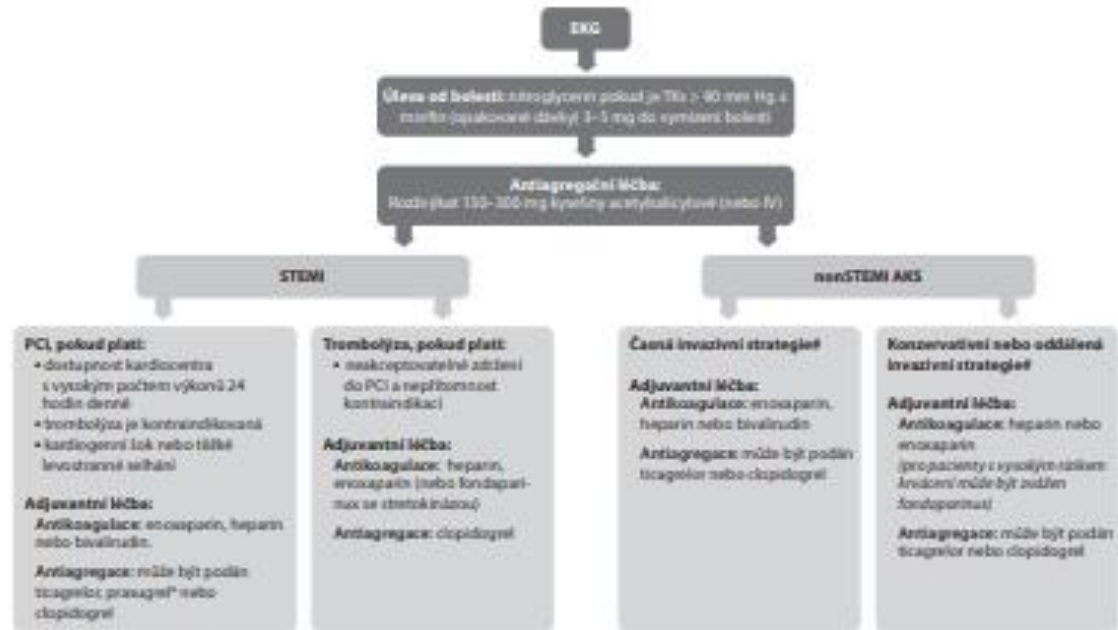 EKG
Úleva od bolesti: nitroglycerin pokud je TKs > 90 mm Hg a
morfin (opakované dávky) 3–5 mg do vymizení bolesti
Antiagregační léčba:
Rozžvýkat 150–300 mg kyseliny acetylsalicylové (nebo IV)
STEMI
nonSTEMI AKS
PCI, pokud platí:
• dostupnost kardiocentra
s vysokým počtem výkonů 24
hodin denně
• trombolýza je kontraindikovaná
• kardiogenní šok nebo těžké
levostranné selhání
Adjuvantní léčba:
Antikoagulace: enoxaparin, heparin
nebo bivalirudin.
Antiagregace: může být podán
ticagrelor, prasugrel* nebo
clopidogrel
Trombolýza, pokud platí:
• neakceptovatelné zdržení
do PCI a nepřítomnost
kontraindikací
Adjuvantní léčba:
Antikoagulace: heparin,
enoxaparin (nebo fondapari-
nux se streptokinázou)
Antiagregace: clopidogrel
Časná invazivní strategie#
Adjuvantní léčba:
Antikoagulace: enoxaparin,
heparin nebo bivalirudin
Antiagregace: může být podán
ticagrelor nebo clopidogrel
Konzervativní nebo oddálená
invazivní strategie#
Adjuvantní léčba:
Antikoagulace: heparin nebo
enoxaparin
(pro pacienty s vysokým rizikem
krvácení může být zvážen
fondaparinux)
Antiagregace: může být podán
ticagrelor nebo clopidogrel